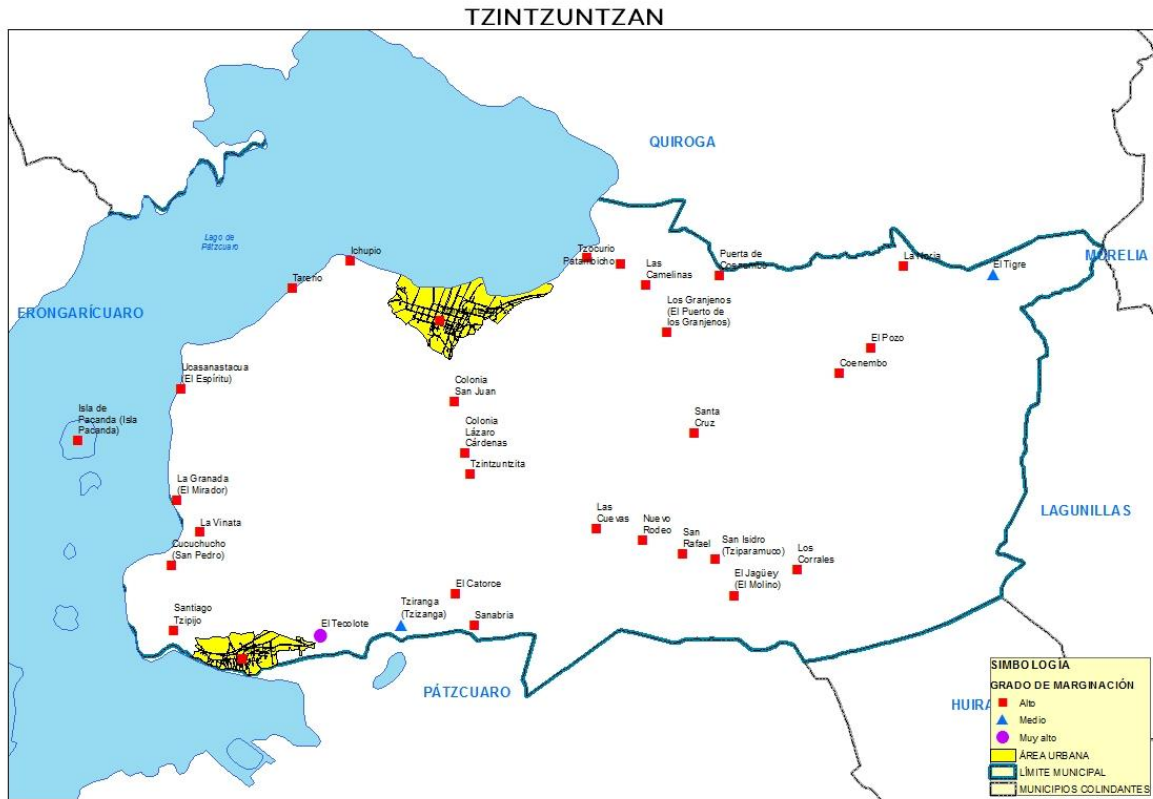 TZINTZUNTZAN
QUIROGA
Lago de
Pátzcuaro
Ichupio
Tzocurio
Patambicho
Las
Camelinas
Puerta de
La Noria
El Tigre
MORELIA
Tareño
ERONGARÍCUARO
Los Granjenos
(El Puerto de
los Granjenos)
El Pozo
Coenembo
Ucasanastacua
(El Espíritu)
Colonia
San Juan
Isla de
Pacanda (Isla
Pacanda)
Colonia
Lázaro
Cárdenas
Santa
Cruz
Tzintzuntzita
La Granada
(El Mirador)
LAGUNILLAS
La Vinata
Las
Cuevas
Nuevo
Rodeo
San
Rafael
San Isidro
(Tziparamuco)
Los
Corrales
Cucuchucho
(San Pedro)
El Jagüey
(El Molino)
El Catorce
Santiago
Tzipijo
El Tecolote
Tziranga
(Tzizanga)
Sanabria
PÁTZCUARO
SIMBOLOGÍA
GRADO DE MARGINACIÓN
HUIRA
Alto
Medio
Muy alto
ÁREA URBANA
LÍMITE MUNICIPAL
MUNICIPIOS COLINDANTES